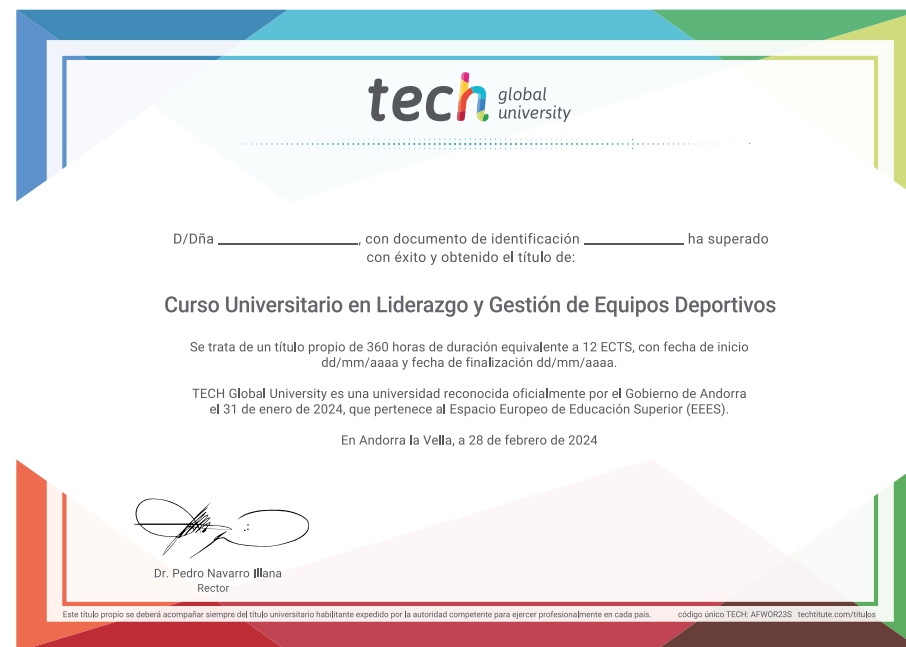 tech global university
D/Dña ____________, con documento de identificación ____________ ha superado
con éxito y obtenido el título de:
Curso Universitario en Liderazgo y Gestión de Equipos Deportivos
Se trata de un título propio de 360 horas de duración equivalente a 12 ECTS, con fecha de inicio
dd/mm/aaaa y fecha de finalización dd/mm/aaaa.
TECH Global University es una universidad reconocida oficialmente por el Gobierno de Andorra
el 31 de enero de 2024, que pertenece al Espacio Europeo de Educación Superior (EEES).
En Andorra la Vella, a 28 de febrero de 2024
Dr. Pedro Navarro Illana
Rector
Este título propio se deberá acompañar siempre del título universitario habilitante expedido por la autoridad competente para ejercer profesionalmente en cada país. código único TECH: AFWOR23S techtitute.com/titulos